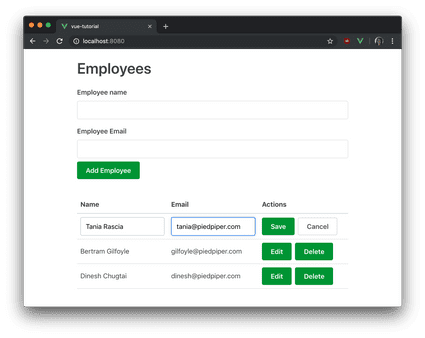 vue-tutorial
localhost:8080
Employees
Employee name
Employee Email
Add Employee
Name Email Actions
Tania Rascia tania@piedpiper.com Save Cancel
Bertram Gilfoyle gilfoyle@piedpiper.com Edit Delete
Dinesh Chugtai dinesh@piedpiper.com Edit Delete